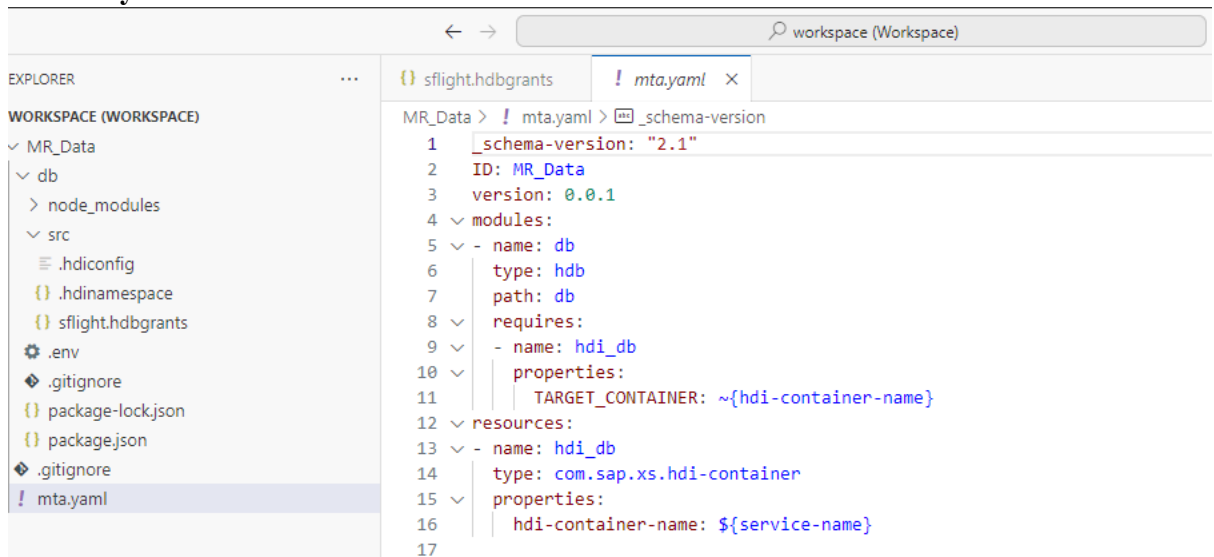 workspace (Workspace)
EXPLORER ...
WORKSPACE (WORKSPACE)
MR_Data
db
> node_modules
src
.hdiconfig
{} .hdinamespace
{} sflight.hdbgrants
.env
.gitignore
{} package-lock.json
{} package.json
.gitignore
! mta.yaml
{} sflight.hdbgrants ! mta.yaml ×
MR_Data > ! mta.yaml > abc _schema-version
1 _schema-version: "2.1"
2 ID: MR_Data
3 version: 0.0.1
4 modules:
5 - name: db
6 type: hdb
7 path: db
8 requires:
9 - name: hdi_db
10 properties:
11 TARGET_CONTAINER: ~{hdi-container-name}
12 resources:
13 - name: hdi_db
14 type: com.sap.xs.hdi-container
15 properties:
16 hdi-container-name: ${service-name}
17